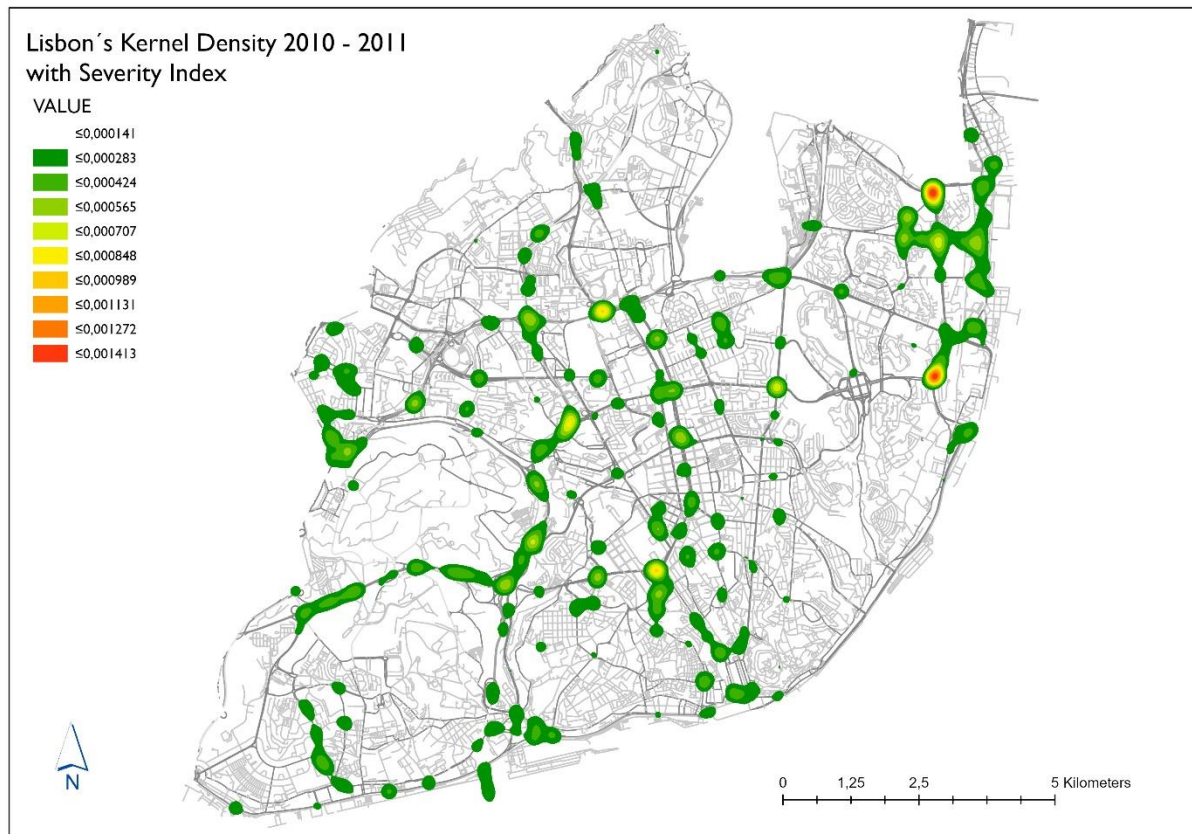 Lisbon´s Kernel Density 2010 - 2011
with Severity Index
VALUE
≤0,000141
≤0,000283
≤0,000424
≤0,000565
≤0,000707
≤0,000848
≤0,000989
≤0,001131
≤0,001272
≤0,001413
N
0 1,25 2,5 5 Kilometers